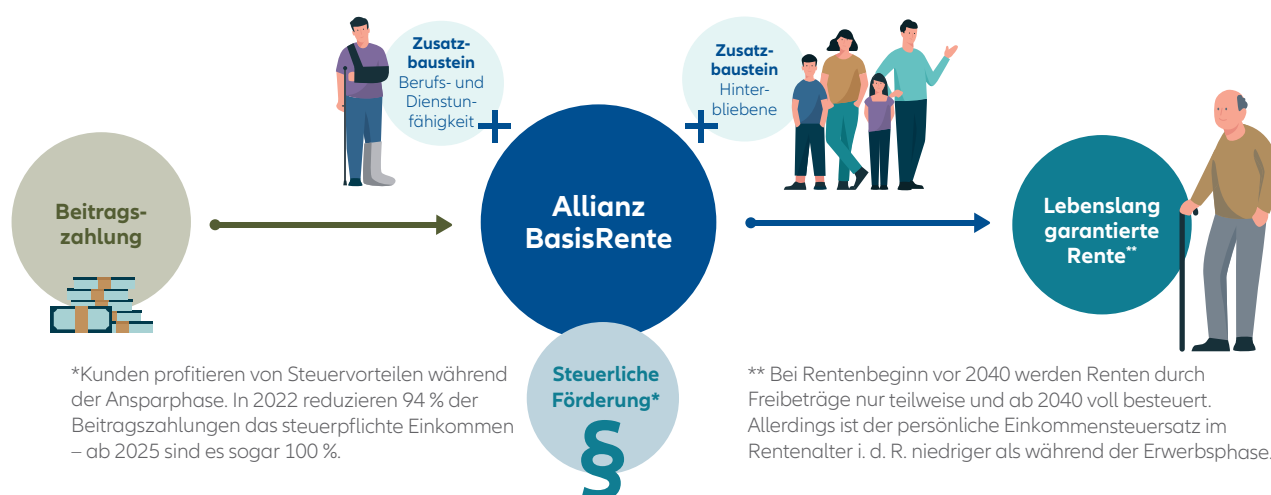 Zusatz-
baustein
Berufs- und
Dienstun-
fähigkeit
Zusatz-
baustein
Hinter-
bliebene
Beitrags-
zahlung
Allianz
BasisRente
Lebenslang
garantierte
Rente**
Steuerliche
Förderung*
§
*Kunden profitieren von Steuervorteilen während
der Ansparphase. In 2022 reduzieren 94 % der
Beitragszahlungen das steuerpflichte Einkommen
– ab 2025 sind es sogar 100 %.
** Bei Rentenbeginn vor 2040 werden Renten durch
Freibeträge nur teilweise und ab 2040 voll besteuert.
Allerdings ist der persönliche Einkommensteuersatz im
Rentenalter i. d. R. niedriger als während der Erwerbsphase.